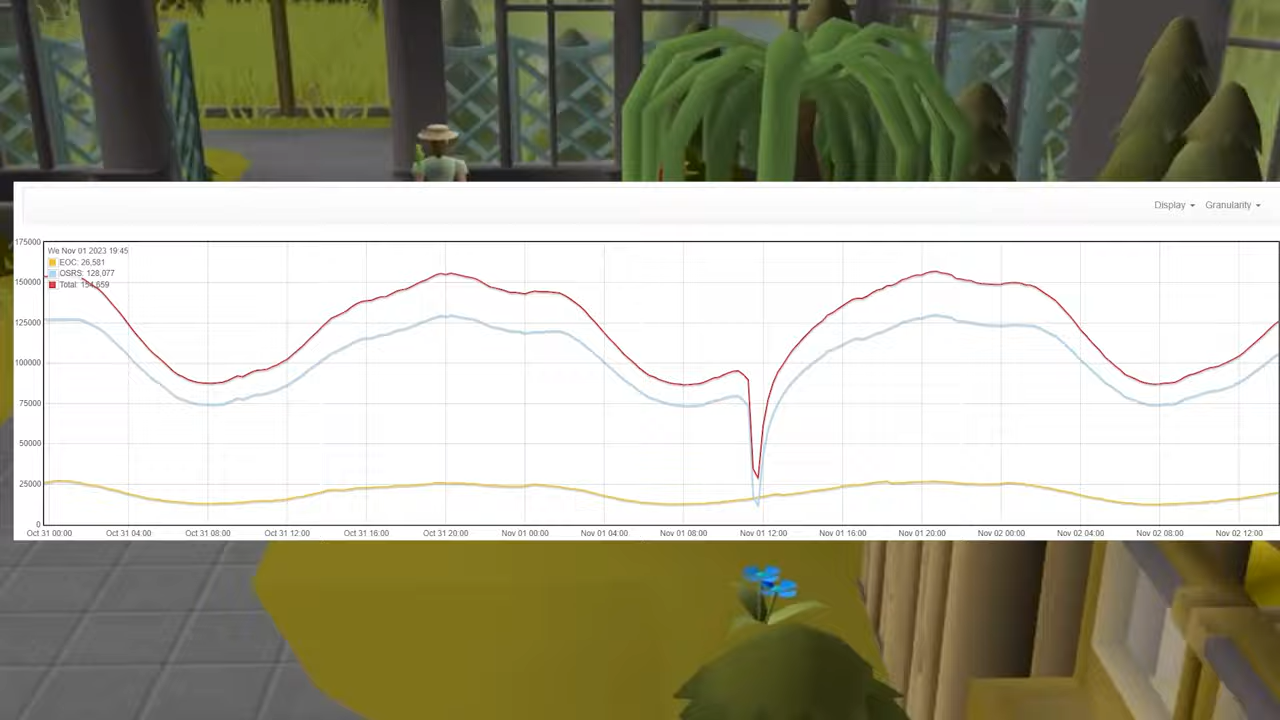 Display Granularity
175000
We Nov 01 2023 19:45
EOC: 26,581
OSRS: 128,077
Total: 154,659
150000
125000
100000
75000
50000
25000
0
Oct 31 00:00 Oct 31 04:00 Oct 31 08:00 Oct 31 12:00 Oct 31 16:00 Oct 31 20:00 Nov 01 00:00 Nov 01 04:00 Nov 01 08:00 Nov 01 12:00 Nov 01 16:00 Nov 01 20:00 Nov 02 00:00 Nov 02 04:00 Nov 02 08:00 Nov 02 12:00